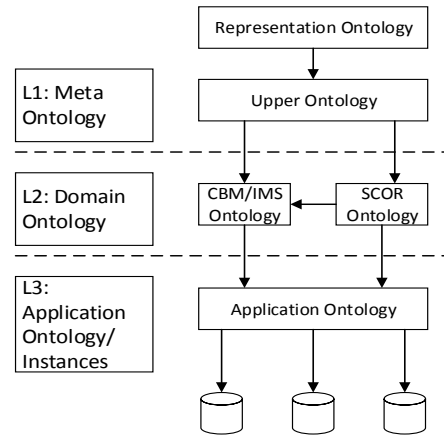 Representation Ontology
L1: Meta
Ontology
Upper Ontology
L2: Domain
Ontology
CBM/IMS
Ontology
SCOR
Ontology
L3:
Application
Ontology/
Instances
Application Ontology